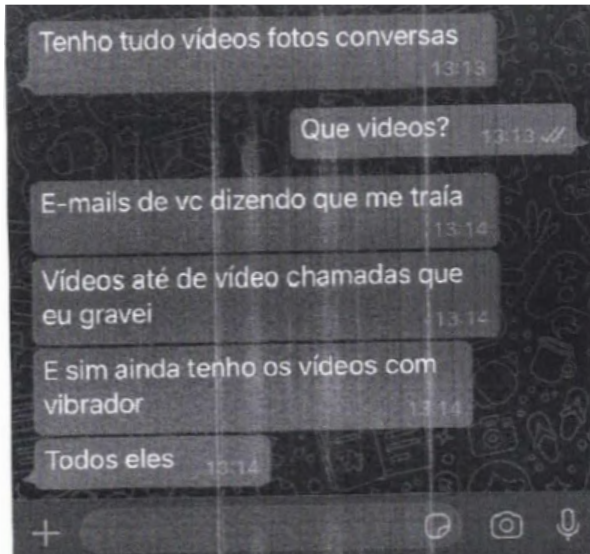 Tenho tudo vídeos fotos conversas
13:13
Que videos? 13:13
E-mails de vc dizendo que me traía
13:14
Vídeos até de vídeo chamadas que
eu gravei 13:14
E sim ainda tenho os vídeos com
vibrador 13:14
Todos eles 13:14